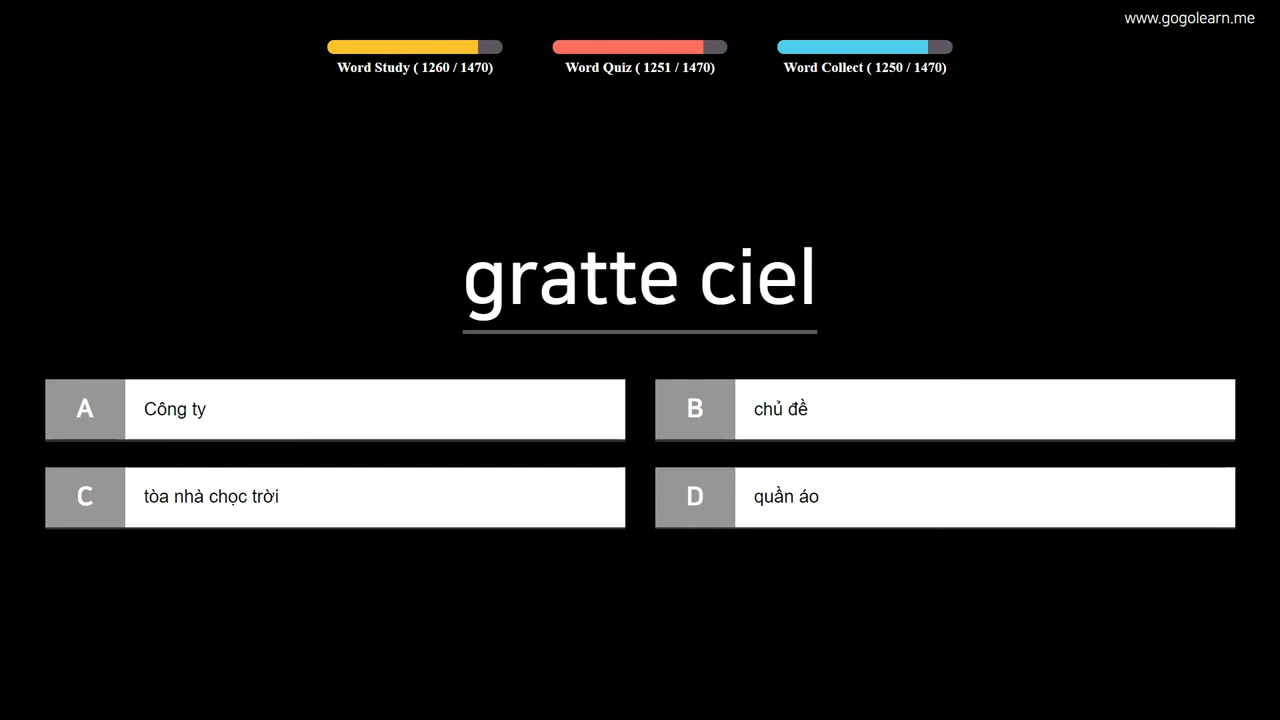 www.gogolearn.me
Word Study ( 1260 / 1470)
Word Quiz ( 1251 / 1470)
Word Collect ( 1250 / 1470)
gratte ciel
A Công ty
B chủ đề
C tòa nhà chọc trời
D quần áo